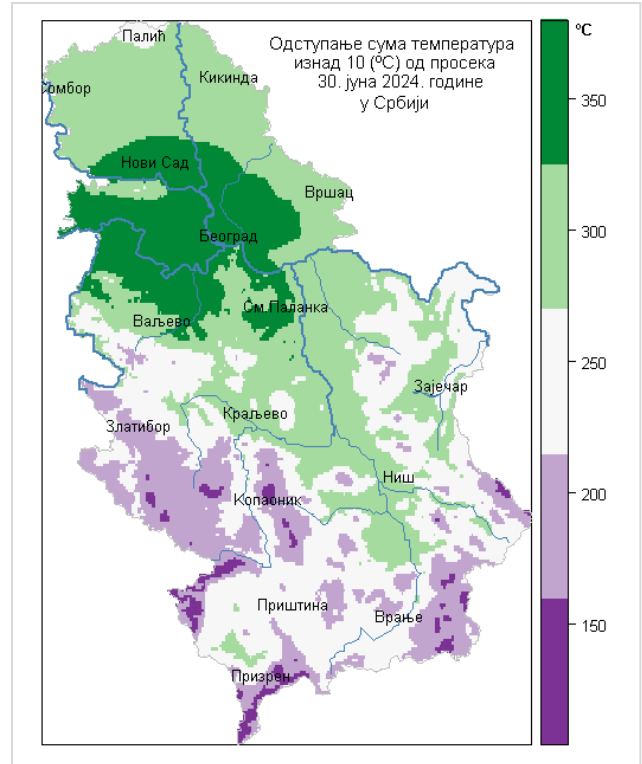 Одступање сума температура
изнад 10 (ºC) од просека
30. јуна 2024. године
у Србији
ºC
350
300
250
200
150
Палић
Кикинда
Сомбор
Нови Сад
Вршац
Београд
См.Паланка
Ваљево
Зајечар
Краљево
Златибор
Ниш
Копаоник
Приштина
Врање
Призрен